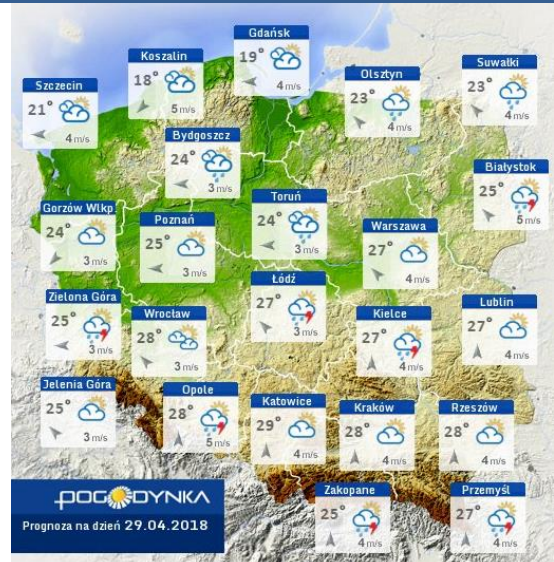 Gdańsk
19°
4 m/s
Koszalin
18°
5 m/s
Szczecin
21°
4 m/s
Olsztyn
23°
4 m/s
Suwałki
23°
4 m/s
Bydgoszcz
24°
3 m/s
Białystok
25°
5 m/s
Gorzów Wlkp
24°
3 m/s
Poznań
25°
3 m/s
Toruń
24°
3 m/s
Warszawa
27°
4 m/s
Zielona Góra
25°
3 m/s
Wrocław
28°
3 m/s
Łódź
27°
3 m/s
Kielce
27°
4 m/s
Lublin
27°
4 m/s
Jelenia Góra
25°
3 m/s
Opole
28°
5 m/s
Katowice
29°
4 m/s
Kraków
28°
4 m/s
Rzeszów
28°
4 m/s
Zakopane
25°
4 m/s
Przemyśl
27°
4 m/s
POGODYNKA
Prognoza na dzień 29.04.2018